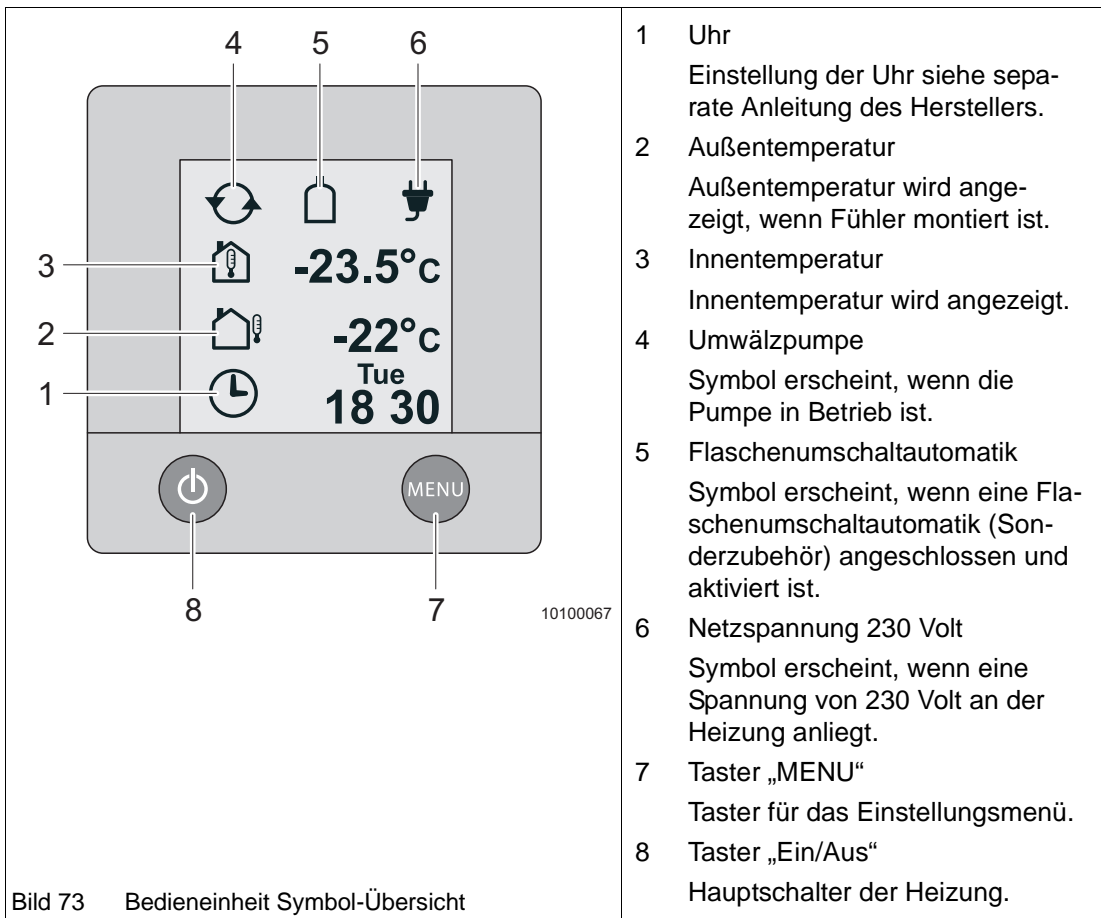 4 5 6
3 -23.5°C
2 -22°C
Tue
1 18 30
MENU
8 7 10100067
Bild 73 Bedieneinheit Symbol-Übersicht
1 Uhr
Einstellung der Uhr siehe sepa-
rate Anleitung des Herstellers.
2 Außentemperatur
Außentemperatur wird ange-
zeigt, wenn Fühler montiert ist.
3 Innentemperatur
Innentemperatur wird angezeigt.
4 Umwälzpumpe
Symbol erscheint, wenn die
Pumpe in Betrieb ist.
5 Flaschenumschaltautomatik
Symbol erscheint, wenn eine Fla-
schenumschaltautomatik (Son-
derzubehör) angeschlossen und
aktiviert ist.
6 Netzspannung 230 Volt
Symbol erscheint, wenn eine
Spannung von 230 Volt an der
Heizung anliegt.
7 Taster „MENU“
Taster für das Einstellungsmenü.
8 Taster „Ein/Aus“
Hauptschalter der Heizung.